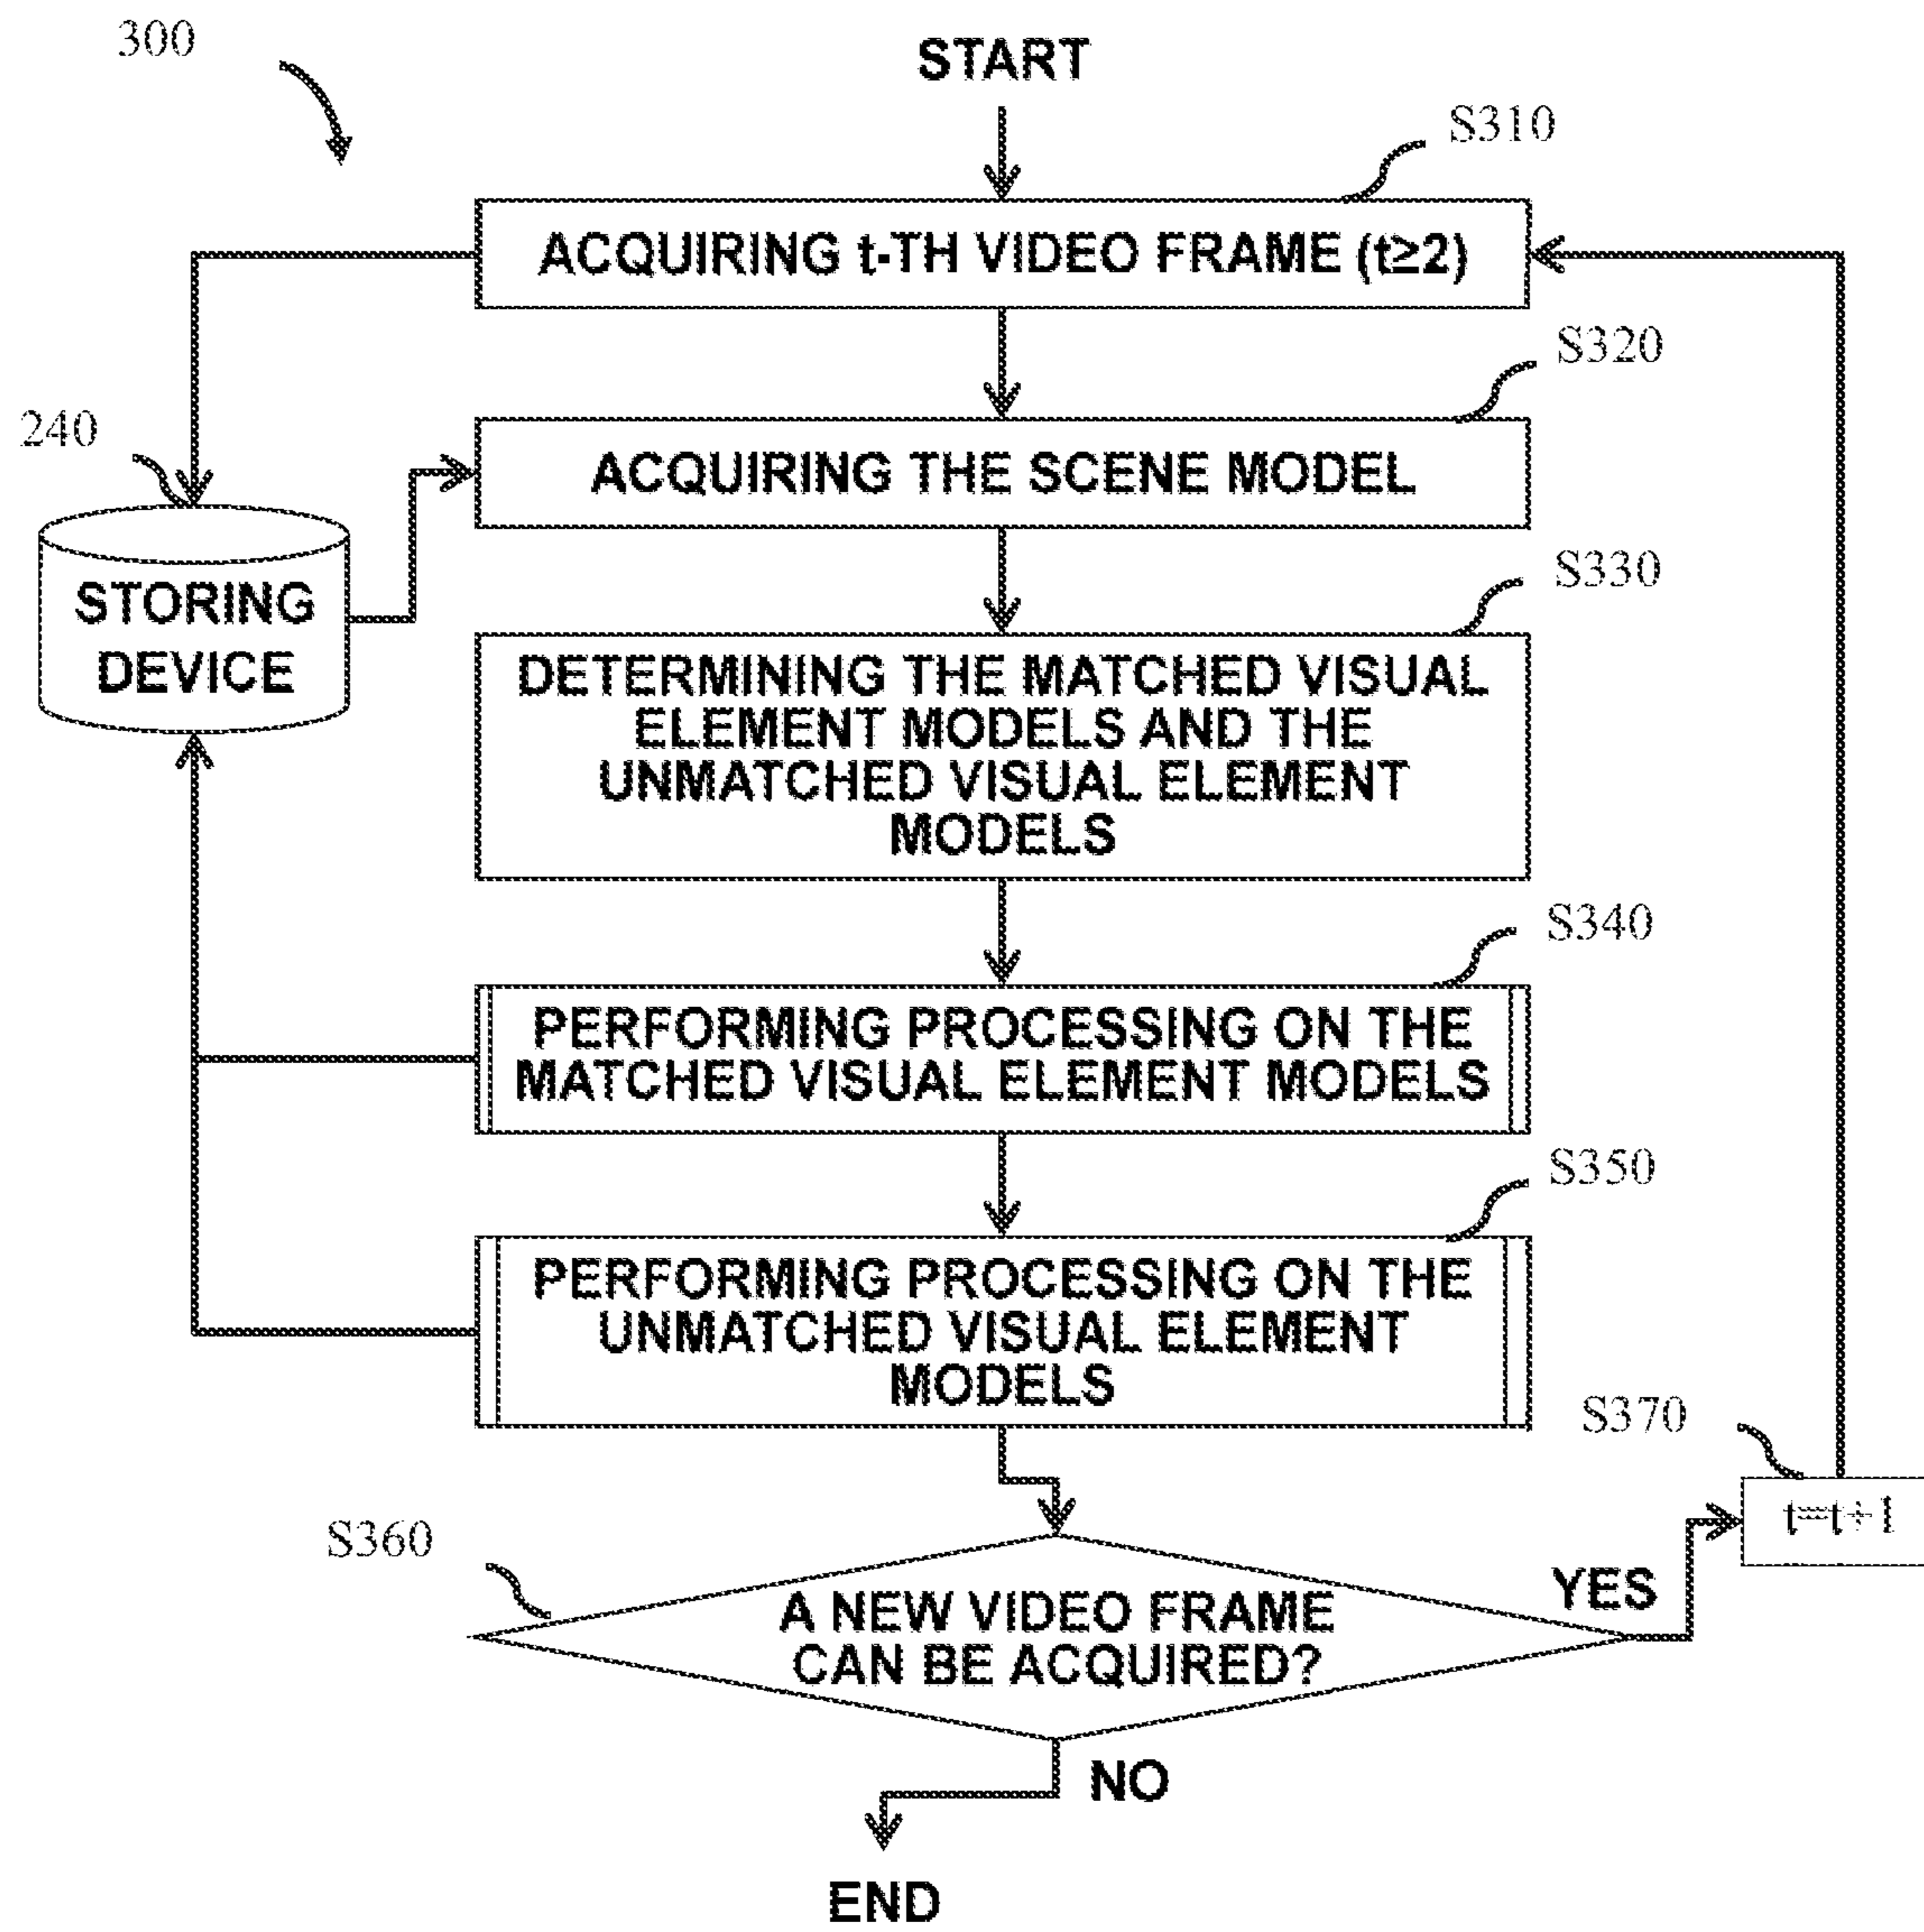 300
START
S310
ACQUIRING t-TH VIDEO FRAME (t≥2)
S320
240
ACQUIRING THE SCENE MODEL
STORING
DEVICE
S330
DETERMINING THE MATCHED VISUAL
ELEMENT MODELS AND THE
UNMATCHED VISUAL ELEMENT
MODELS
S340
PERFORMING PROCESSING ON THE
MATCHED VISUAL ELEMENT MODELS
S350
PERFORMING PROCESSING ON THE
UNMATCHED VISUAL ELEMENT
MODELS
S370
t=t+1
S360
A NEW VIDEO FRAME
CAN BE ACQUIRED?
YES
NO
END